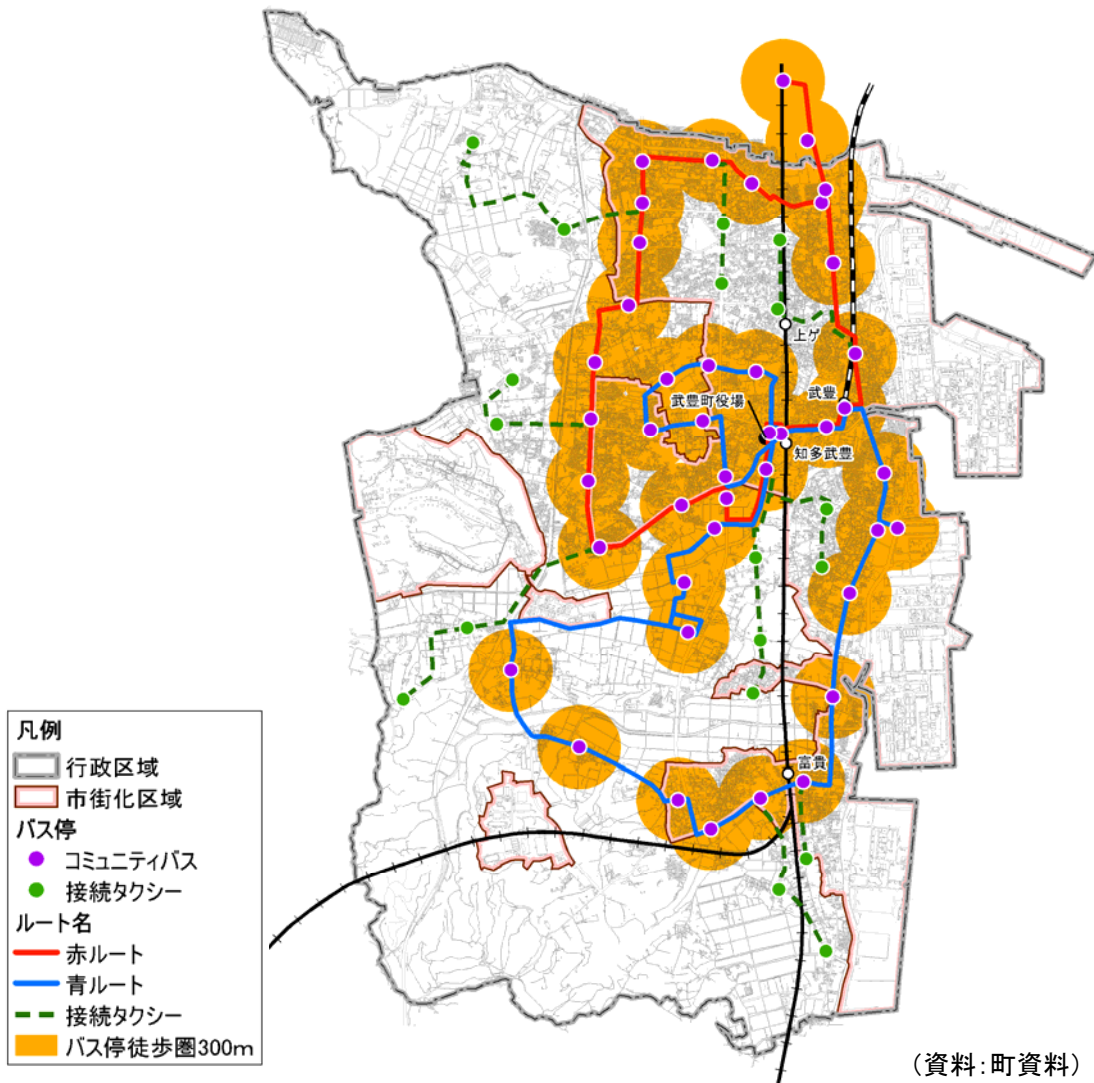 上ゲ
武豊
武豊町役場
知多武豊
富貴
凡例
行政区域
市街化区域
バス停
コミュニティバス
接続タクシー
ルート名
赤ルート
青ルート
接続タクシー
バス停徒歩圏300m
(資料:町資料)